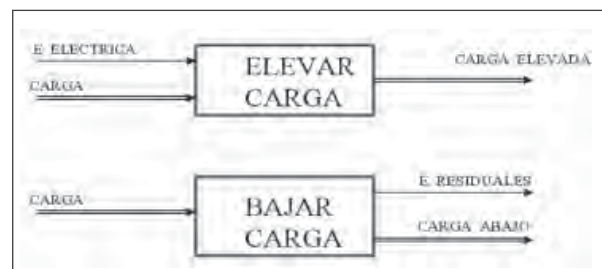 E ELECTRICA
CARGA
ELEVAR
CARGA
CARGA ELEVADA
CARGA
BAJAR
CARGA
E. RESIDUALES
CARGA ABAJO